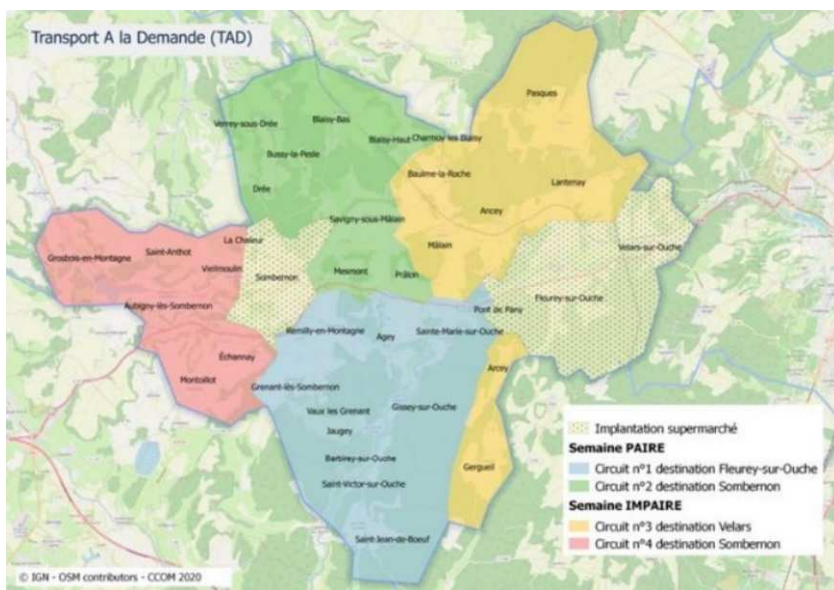 Transport A la Demande (TAD)
Pasques
Verrey-sous-Drée
Blaisy-Bas
Blaisy-Haut
Charmoy les Blaisy
Bussy-la-Pesle
Baulme-la-Roche
Lantenay
Drée
Ancey
Savigny-sous-Mâlain
La Chaleur
Velars-sur-Ouche
Saint-Anthot
Mâlain
Grosbois-en-Montagne
Vieilmoulin
Sombernon
Mesmont
Prâlon
Fleurey-sur-Ouche
Aubigny-lès-Sombernon
Pont de Pany
Remilly-en-Montagne
Agey
Sainte-Marie-sur-Ouche
Échannay
Arcey
Montoillot
Grenant-lès-Sombernon
Vaux les Grenant
Gissey-sur-Ouche
Jaugey
Barbirey-sur-Ouche
Gergueil
Saint-Victor-sur-Ouche
Saint-Jean-de-Boeuf
Implantation supermarché
Semaine PAIRE
Circuit n°1 destination Fleurey-sur-Ouche
Circuit n°2 destination Sombernon
Semaine IMPAIRE
Circuit n°3 destination Velars
Circuit n°4 destination Sombernon
© IGN - OSM contributors - CCOM 2020